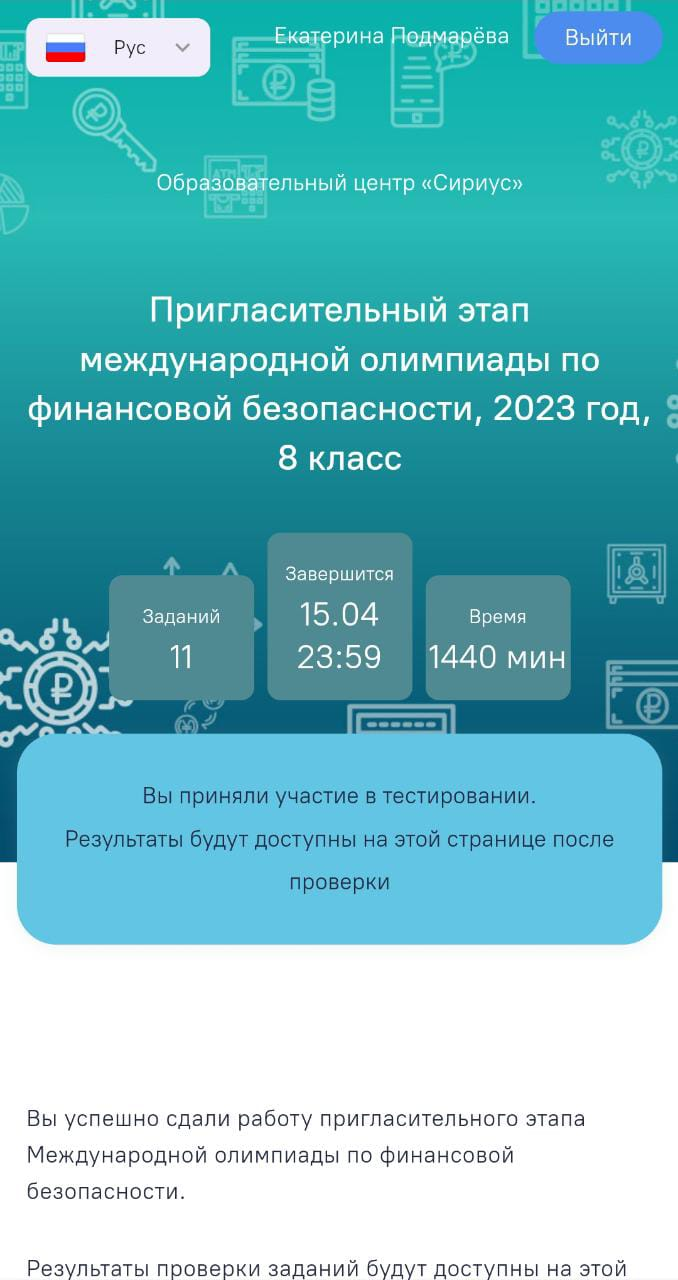 Рус
Екатерина Подмарёва
Выйти
ATM
Образовательный центр «Сириус»
Пригласительный этап
международной олимпиады по
финансовой безопасности, 2023 год,
8 класс
Заданий
11
Завершится
15.04
23:59
Время
1440 мин
Вы приняли участие в тестировании.
Результаты будут доступны на этой странице после
проверки
Вы успешно сдали работу пригласительного этапа
Международной олимпиады по финансовой
безопасности.
Результаты проверки заданий будут доступны на этой